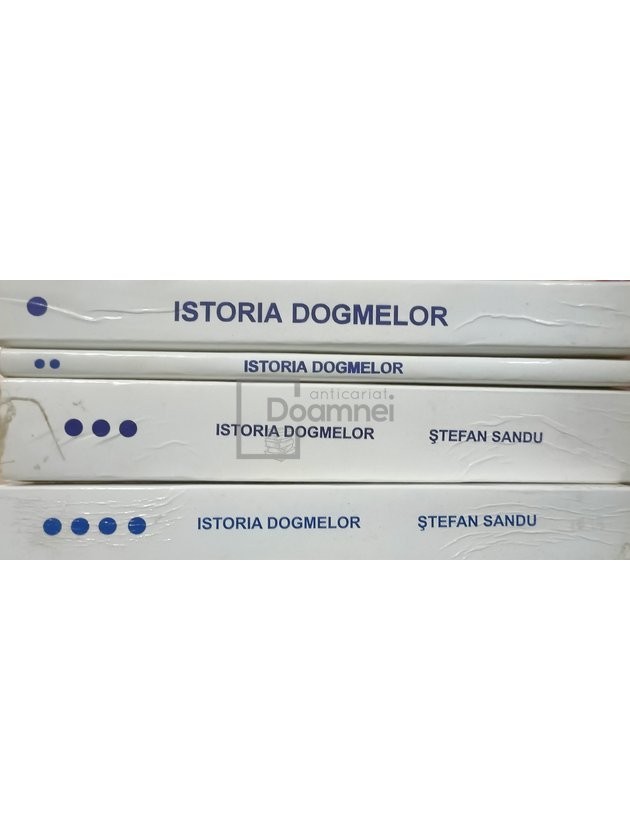 ISTORIA DOGMELOR
ISTORIA DOGMELOR
anticariat
Doamnei
ISTORIA DOGMELOR ŞTEFAN SANDU
ISTORIA DOGMELOR ŞTEFAN SANDU